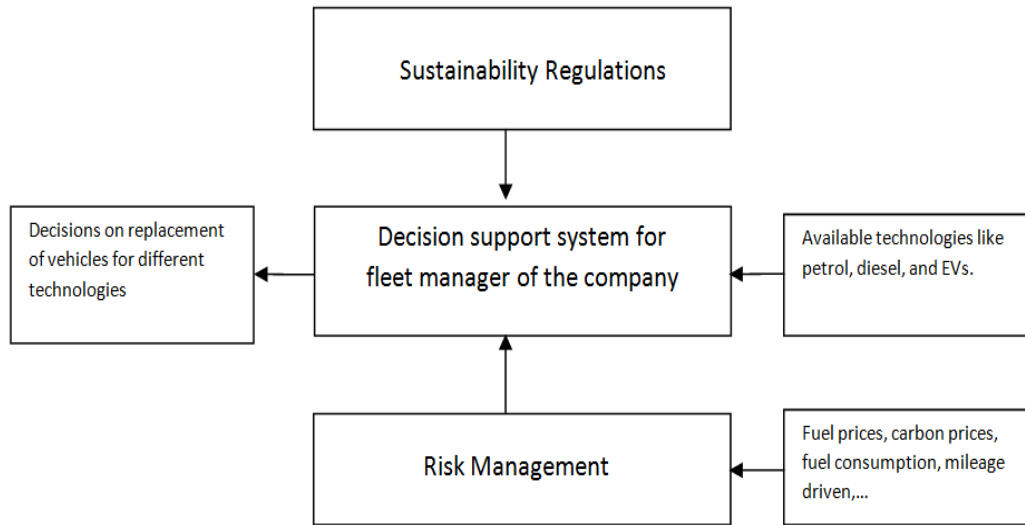 Sustainability Regulations
Decisions on replacement
of vehicles for different
technologies
Decision support system for
fleet manager of the company
Available technologies like
petrol, diesel, and EVs.
Risk Management
Fuel prices, carbon prices,
fuel consumption, mileage
driven,...